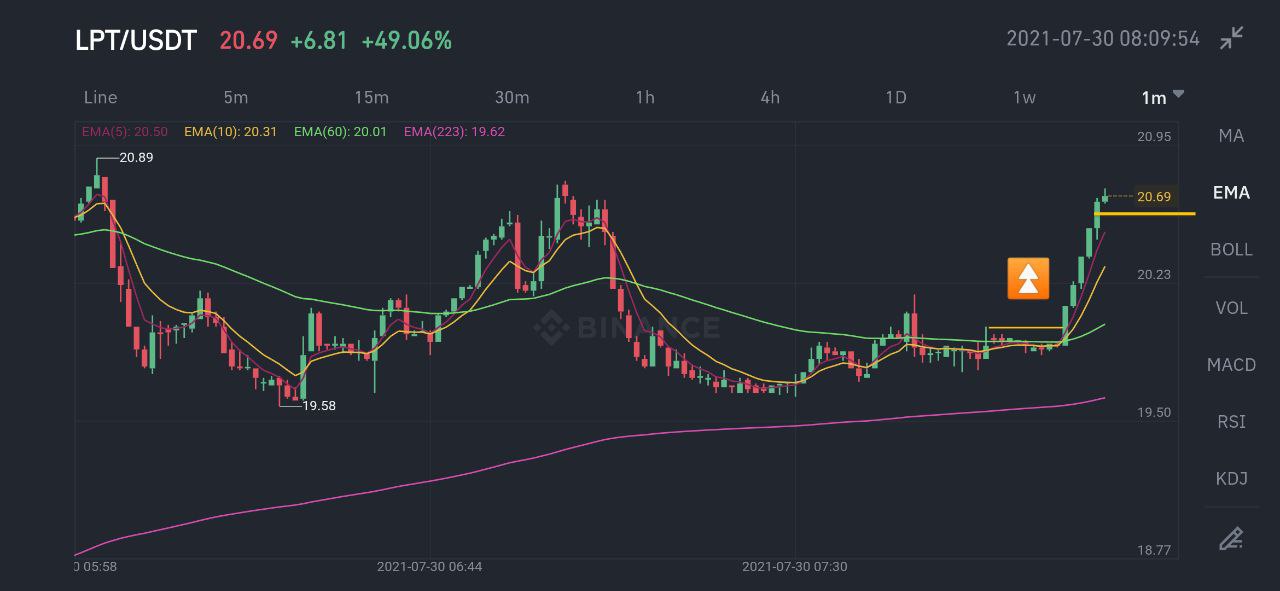 LPT/USDT 20.69 +6.81 +49.06% 2021-07-30 08:09:54
Line 5m 15m 30m 1h 4h 1D 1w 1m
EMA(5): 20.50 EMA(10): 20.31 EMA(60): 20.01 EMA(223): 19.62
20.95
MA
20.89
20.69
EMA
BOLL
20.23
VOL
BINANCE
MACD
19.58
19.50
RSI
KDJ
18.77
0 05:58 2021-07-30 06:44 2021-07-30 07:30